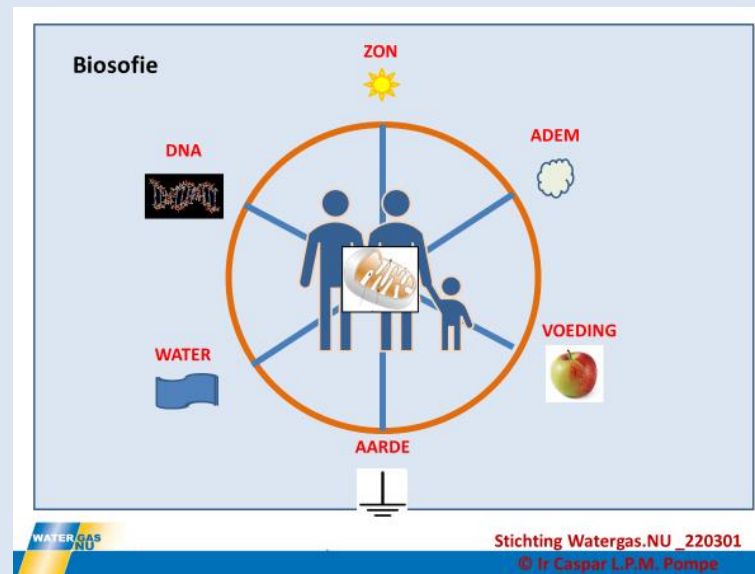 Biosofie
ZON
DNA
ADEM
WATER
VOEDING
AARDE
WATER GAS
NU
Stichting Watergas.NU _220301
© Ir Caspar L.P.M. Pompe